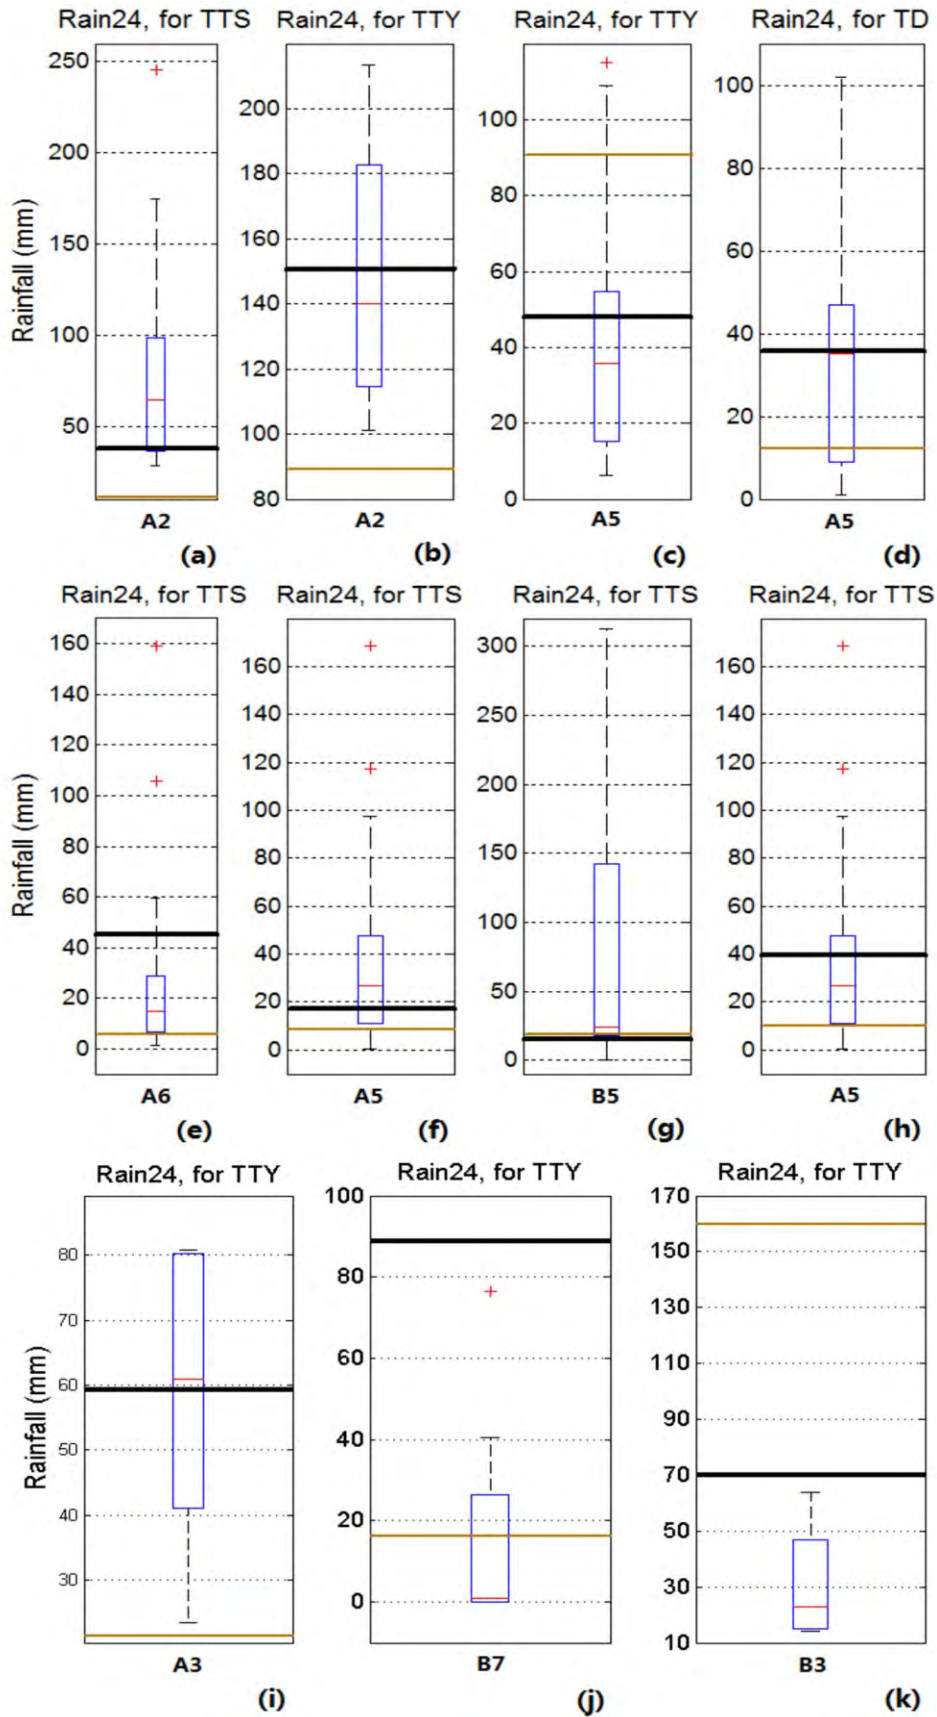 Rain24, for TTS Rain24, for TTY Rain24, for TTY Rain24, for TD
Rainfall (mm)
250
200
150
100
50
A2
(a)
200
180
160
140
120
100
80
A2
(b)
100
80
60
40
20
0
A5
(c)
100
80
60
40
20
0
A5
(d)
Rain24, for TTS Rain24, for TTS Rain24, for TTS Rain24, for TTS
Rainfall (mm)
160
140
120
100
80
60
40
20
0
A6
(e)
160
140
120
100
80
60
40
20
0
A5
(f)
300
250
200
150
100
50
0
B5
(g)
160
140
120
100
80
60
40
20
0
A5
(h)
Rain24, for TTY Rain24, for TTY Rain24, for TTY
Rainfall (mm)
80
70
60
50
40
30
A3
(i)
100
80
60
40
20
0
B7
(j)
170
150
130
110
90
70
50
30
10
B3
(k)